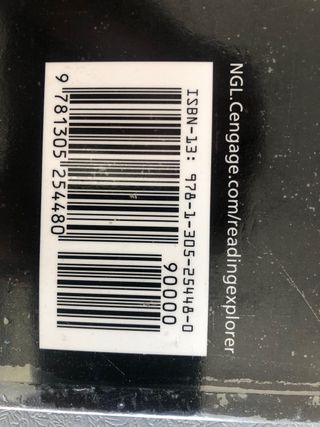 NGL.Cengage.com/readingexplorer
ISBN-13: 978-1-305-25448-0
90000
9 781305 254480